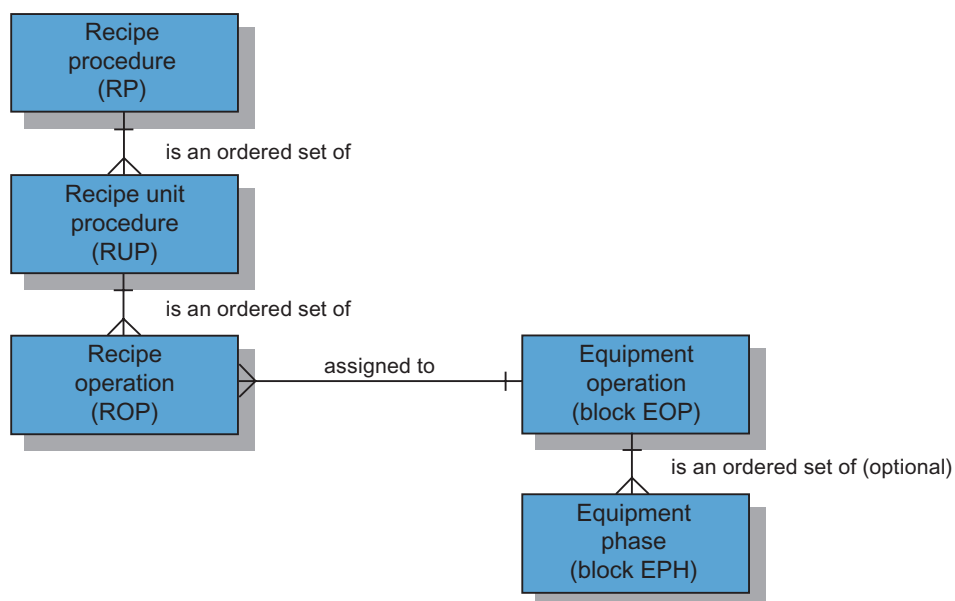 Recipe
procedure
(RP)
is an ordered set of
Recipe unit
procedure
(RUP)
is an ordered set of
Recipe
operation
(ROP)
assigned to
Equipment
operation
(block EOP)
is an ordered set of (optional)
Equipment
phase
(block EPH)